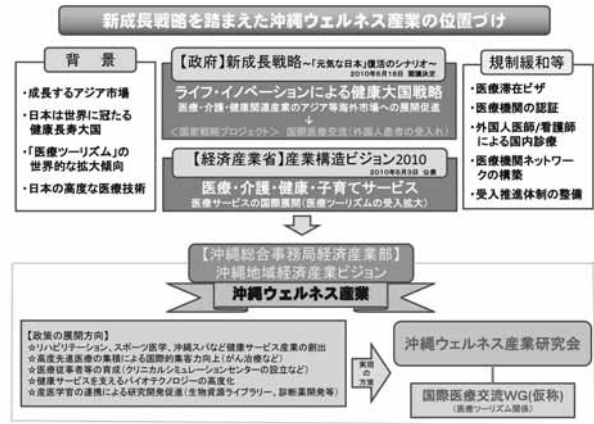 新成長戦略を踏まえた沖縄ウェルネス産業の位置づけ
背 景
・成長するアジア市場
・日本は世界に冠たる
健康長寿大国
・「医療ツーリズム」の
世界的な拡大傾向
・日本の高度な医療技術
【政府】新成長戦略~「元気な日本」復活のシナリオ~
2010年6月18日 閣議決定
ライフ・イノベーションによる健康大国戦略
医療・介護・健康関連産業のアジア等海外市場への展開促進
↓
<国家戦略プロジェクト> 国際医療交流(外国人患者の受入れ)
【経済産業省】産業構造ビジョン2010
2010年6月3日 公表
医療・介護・健康・子育てサービス
医療サービスの国際展開(医療ツーリズムの受入拡大)
規制緩和等
・医療滞在ビザ
・医療機関の認証
・外国人医師/看護師
による国内診療
・医療機関ネットワーク
の構築
・受入推進体制の整備
【沖縄総合事務局経済産業部】
沖縄地域経済産業ビジョン
沖縄ウェルネス産業
【政策の展開方向】
☆リハビリテーション、スポーツ医学、沖縄スパなど健康サービス産業の創出
☆高度先進医療の集積による国際的集客力向上(がん治療など)
☆医療従事者等の育成(クリニカルシミュレーションセンターの設立など)
☆健康サービスを支えるバイオテクノロジーの高度化
☆産医学官の連携による研究開発促進(生物資源ライブラリー、診断薬開発等)
実現
の
方策
沖縄ウェルネス産業研究会
国際医療交流WG(仮称)
(医療ツーリズム関係)